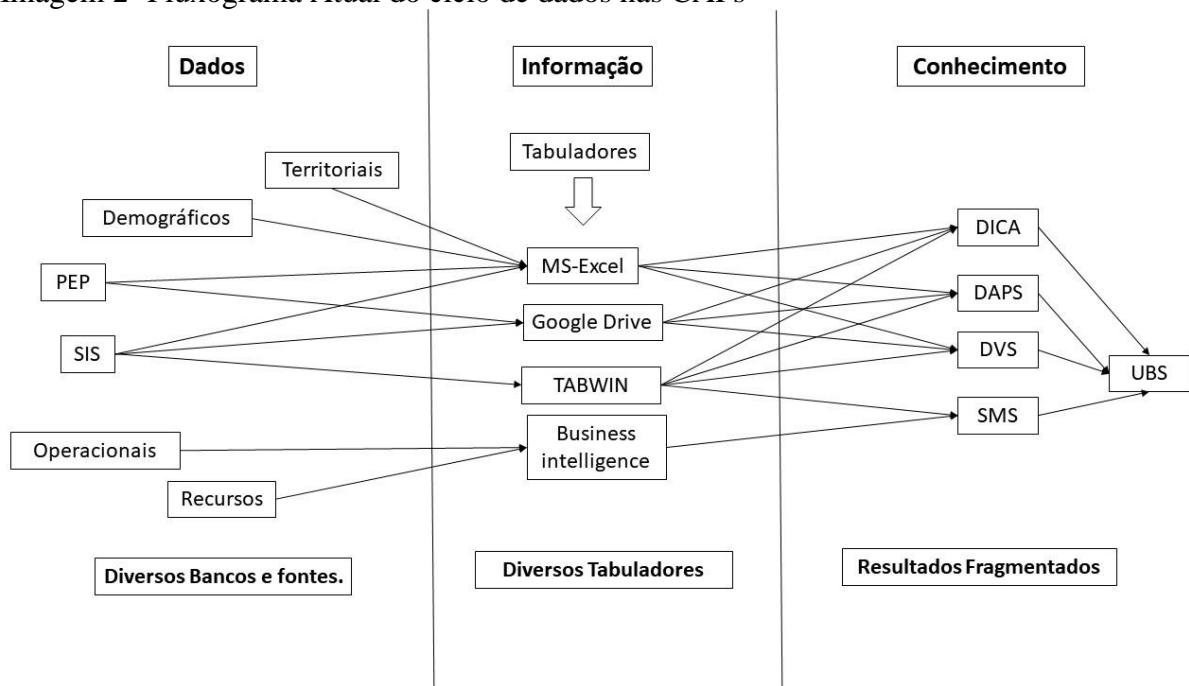 Imagem 2- Fluxograma Atual do ciclo de dados nas CAPs
Dados
Informação
Conhecimento
Tabuladores
Territoriais
Demográficos
DICA
MS-Excel
PEP
DAPS
Google Drive
SIS
DVS
UBS
TABWIN
SMS
Business
intelligence
Operacionais
Recursos
Diversos Bancos e fontes.
Diversos Tabuladores
Resultados Fragmentados